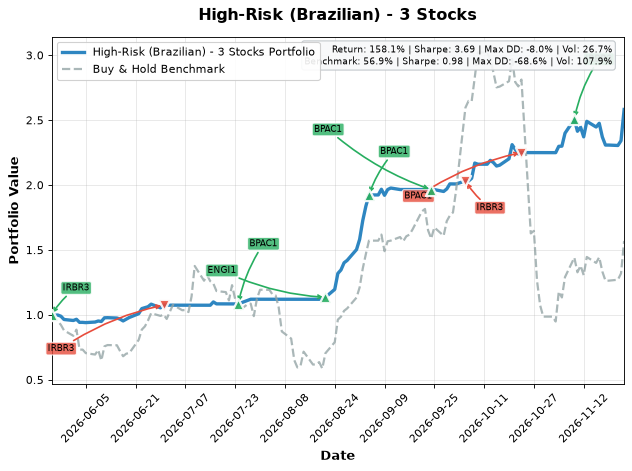 High-Risk (Brazilian) - 3 Stocks
High-Risk (Brazilian) - 3 Stocks Portfolio
Buy & Hold Benchmark
Return: 158.1% | Sharpe: 3.69 | Max DD: -8.0% | Vol: 26.7%
Benchmark: 56.9% | Sharpe: 0.98 | Max DD: -68.6% | Vol: 107.9%
Portfolio Value
3.0
2.5
2.0
1.5
1.0
0.5
BPAC1
BPAC1
BPAC1
IRBR3
BPAC1
ENGI1
IRBR3
IRBR3
2026-06-05
2026-06-21
2026-07-07
2026-07-23
2026-08-08
2026-08-24
2026-09-09
2026-09-25
2026-10-11
2026-10-27
2026-11-12
Date